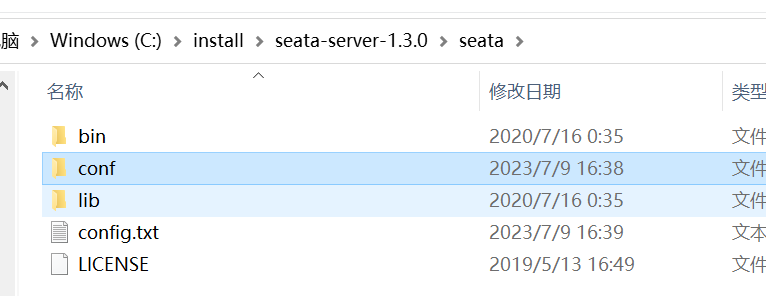 脑 > Windows (C:) > install > seata-server-1.3.0 > seata >
名称 修改日期 类型
bin 2020/7/16 0:35 文件
conf 2023/7/9 16:38 文件
lib 2020/7/16 0:35 文件
config.txt 2023/7/9 16:39 文本
LICENSE 2019/5/13 16:49 文件